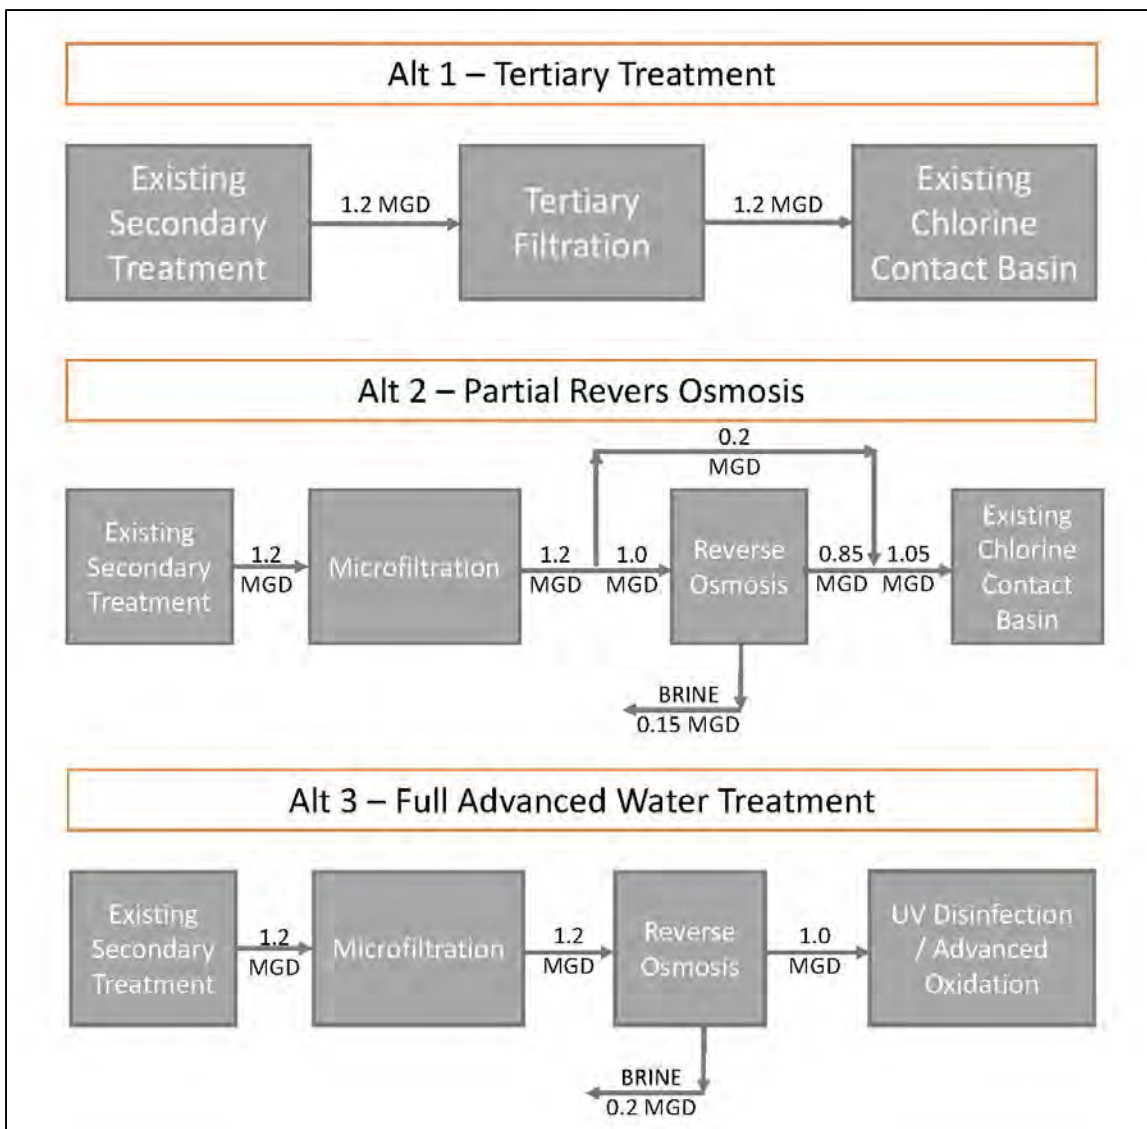 Alt 1 – Tertiary Treatment
Existing
Secondary
Treatment
1.2 MGD
Tertiary
Filtration
1.2 MGD
Existing
Chlorine
Contact Basin
Alt 2 – Partial Revers Osmosis
Existing
Secondary
Treatment
1.2
MGD
Microfiltration
1.2
MGD
0.2
MGD
1.0
MGD
Reverse
Osmosis
BRINE
0.15 MGD
0.85
MGD
1.05
MGD
Existing
Chlorine
Contact
Basin
Alt 3 – Full Advanced Water Treatment
Existing
Secondary
Treatment
1.2
MGD
Microfiltration
1.2
MGD
Reverse
Osmosis
BRINE
0.2 MGD
1.0
MGD
UV Disinfection
/ Advanced
Oxidation